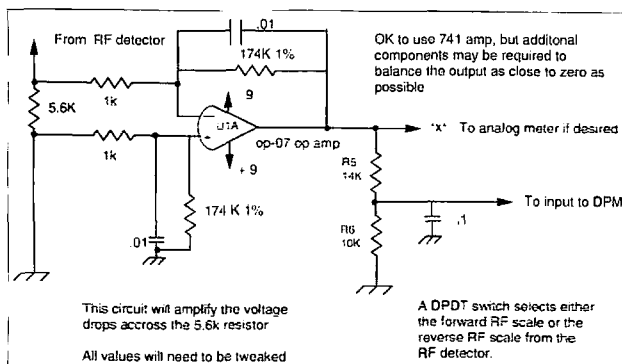 From RF detector
.01
174K 1%
OK to use 741 amp, but additonal
components may be required to
balance the output as close to zero as
possible
1k
9
5.6K
U1A
"x" To analog meter if desired
op-07 op amp
1k
+ 9
R5
14K
174 K 1%
To input to DPM
.01
R6
10K
.1
This circuit will amplify the voltage
drops accross the 5.6k resistor
All values will need to be tweaked
A DPDT switch selects either
the forward RF scale or the
reverse RF scale from the
RF detector.